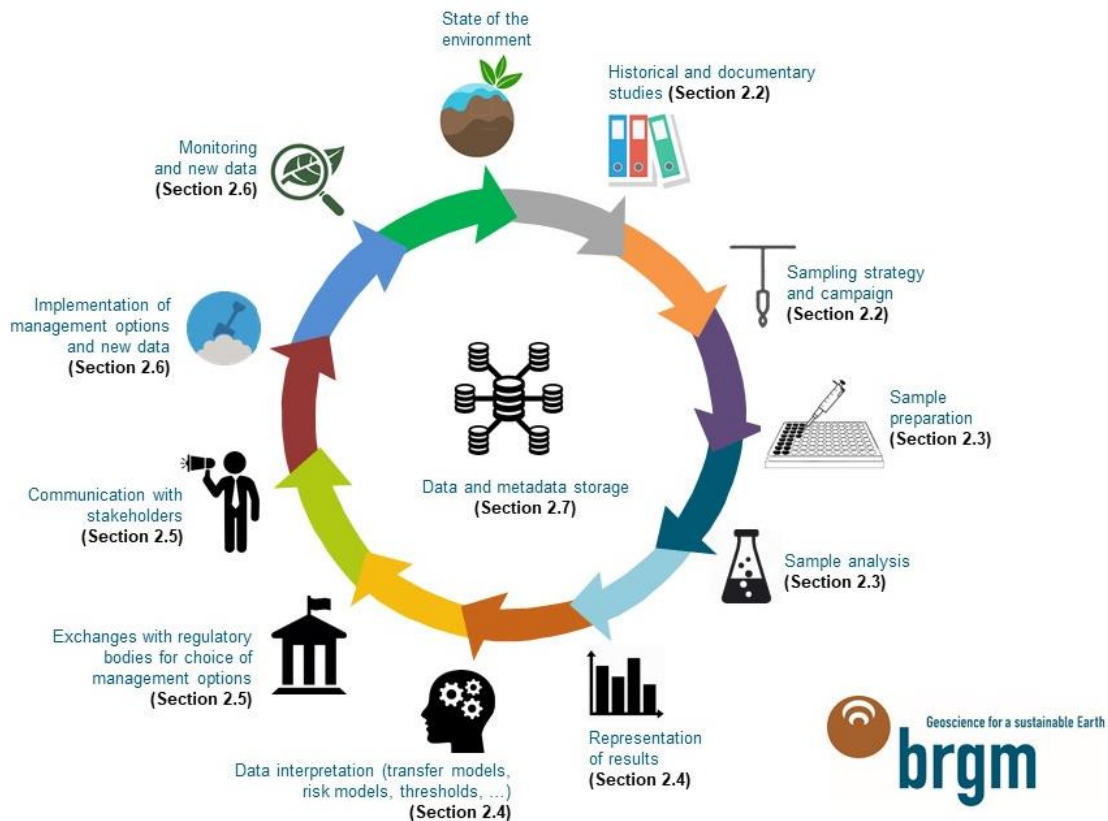 State of the
environment
Historical and documentary
studies (Section 2.2)
Sampling strategy
and campaign
(Section 2.2)
Sample
preparation
(Section 2.3)
Sample analysis
(Section 2.3)
Representation
of results
(Section 2.4)
Data interpretation (transfer models,
risk models, thresholds, …)
(Section 2.4)
Exchanges with regulatory
bodies for choice of
management options
(Section 2.5)
Communication with
stakeholders
(Section 2.5)
Implementation of
management options
and new data
(Section 2.6)
Monitoring
and new data
(Section 2.6)
Data and metadata storage
(Section 2.7)
Geoscience for a sustainable Earth
brgm